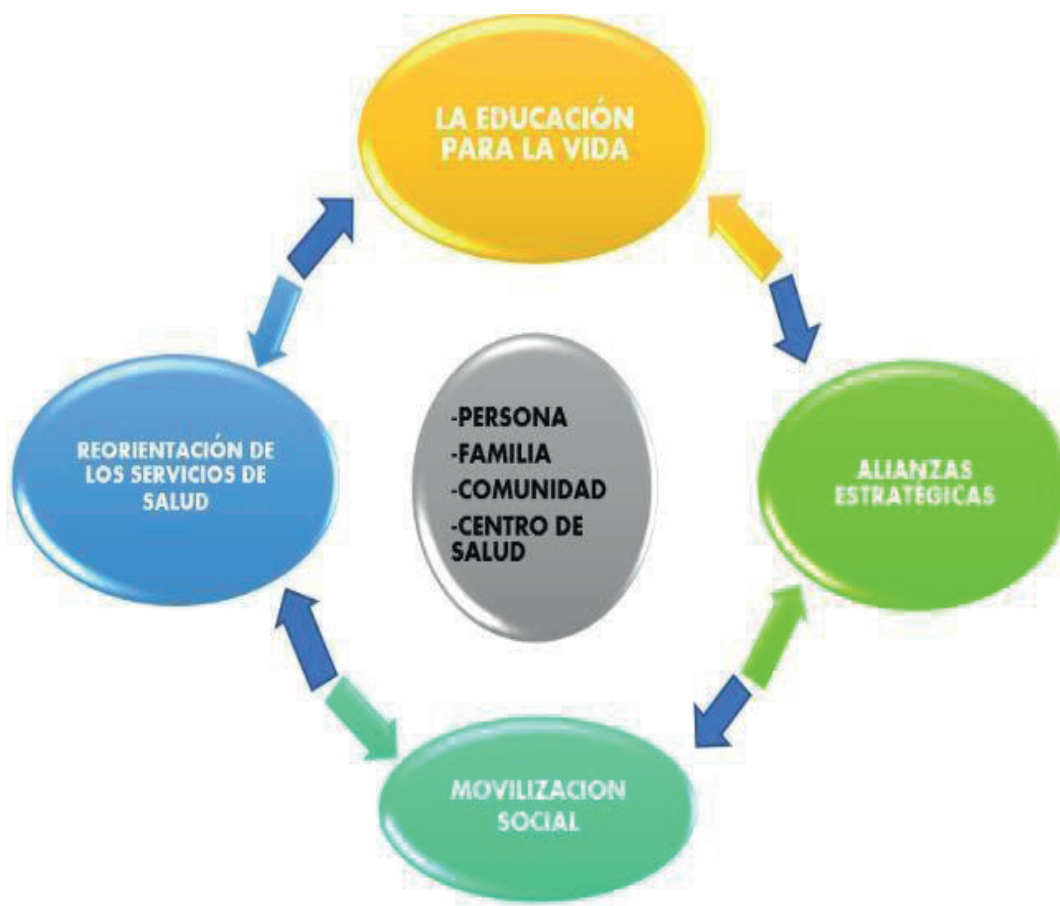 LA EDUCACIÓN
PARA LA VIDA
REORIENTACIÓN DE
LOS SERVICIOS DE
SALUD
-PERSONA
-FAMILIA
-COMUNIDAD
-CENTRO DE
SALUD
ALIANZAS
ESTRATÉGICAS
MOVILIZACION
SOCIAL